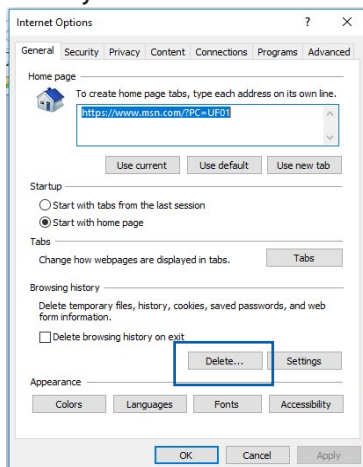 Internet Options ? X
General Security Privacy Content Connections Programs Advanced
Home page
To create home page tabs, type each address on its own line.
https://www.msn.com/?PC=UF01
Use current Use default Use new tab
Startup
Start with tabs from the last session
Start with home page
Tabs
Change how webpages are displayed in tabs. Tabs
Browsing history
Delete temporary files, history, cookies, saved passwords, and web
form information.
Delete browsing history on exit
Delete... Settings
Appearance
Colors Languages Fonts Accessibility
OK Cancel Apply